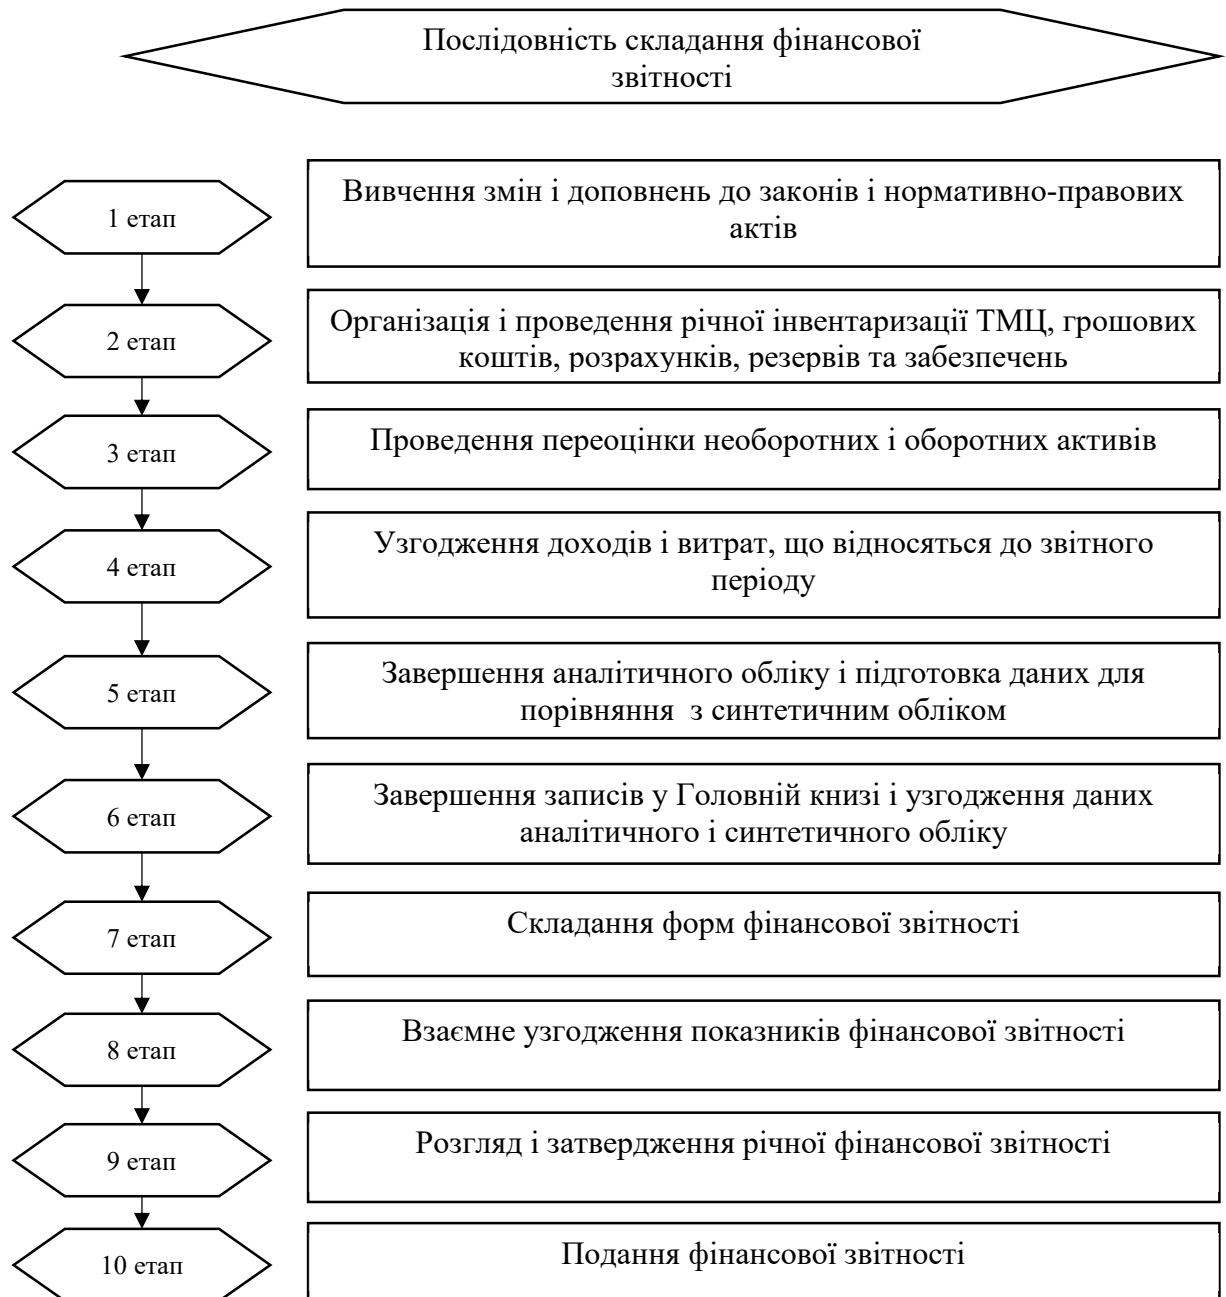 Послідовність складання фінансової
звітності
1 етап
Вивчення змін і доповнень до законів і нормативно-правових
актів
2 етап
Організація і проведення річної інвентаризації ТМЦ, грошових
коштів, розрахунків, резервів та забезпечень
3 етап
Проведення переоцінки необоротних і оборотних активів
4 етап
Узгодження доходів і витрат, що відносяться до звітного
періоду
5 етап
Завершення аналітичного обліку і підготовка даних для
порівняння з синтетичним обліком
6 етап
Завершення записів у Головній книзі і узгодження даних
аналітичного і синтетичного обліку
7 етап
Складання форм фінансової звітності
8 етап
Взаємне узгодження показників фінансової звітності
9 етап
Розгляд і затвердження річної фінансової звітності
10 етап
Подання фінансової звітності